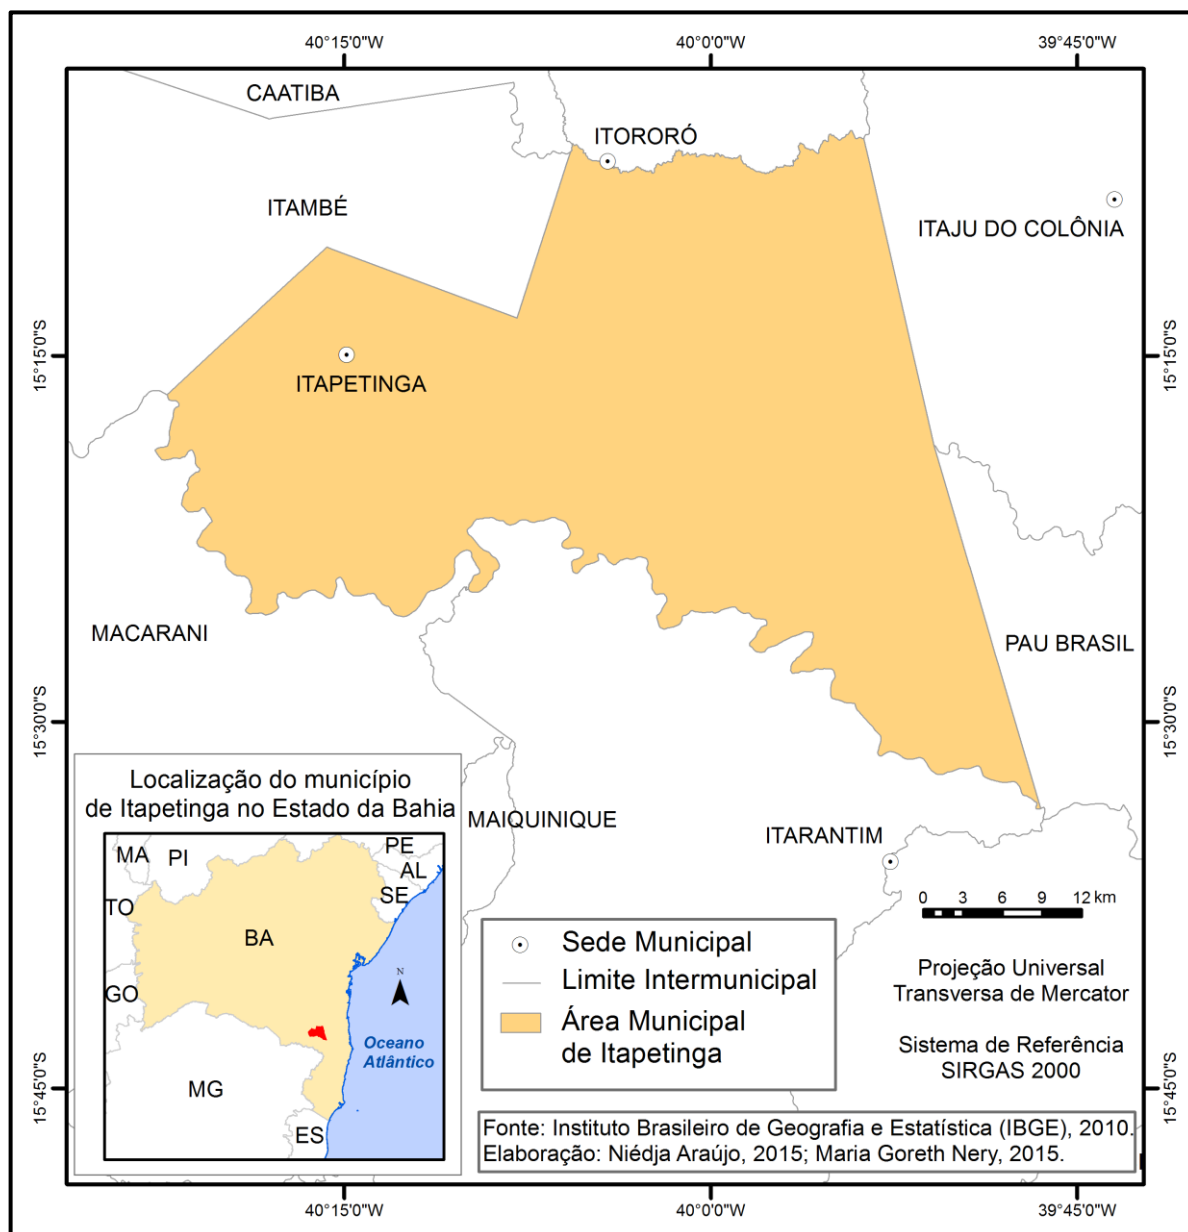 40°15'0"W
40°0'0"W
39°45'0"W
CAATIBA
ITORORÓ
ITAMBÉ
ITAJU DO COLÔNIA
15°15'0"S
15°15'0"S
ITAPETINGA
MACARANI
PAU BRASIL
15°30'0"S
15°30'0"S
Localização do município
de Itapetinga no Estado da Bahia
MA
PI
PE
AL
SE
TO
BA
GO
N
Oceano
Atlântico
MG
ES
MAIQUINIQUE
ITARANTIM
0 3 6 9 12 km
Sede Municipal
Limite Intermunicipal
Área Municipal
de Itapetinga
Projeção Universal
Transversa de Mercator
Sistema de Referência
SIRGAS 2000
15°45'0"S
15°45'0"S
Fonte: Instituto Brasileiro de Geografia e Estatística (IBGE), 2010.
Elaboração: Niédja Araújo, 2015; Maria Goreth Nery, 2015.
40°15'0"W
40°0'0"W
39°45'0"W